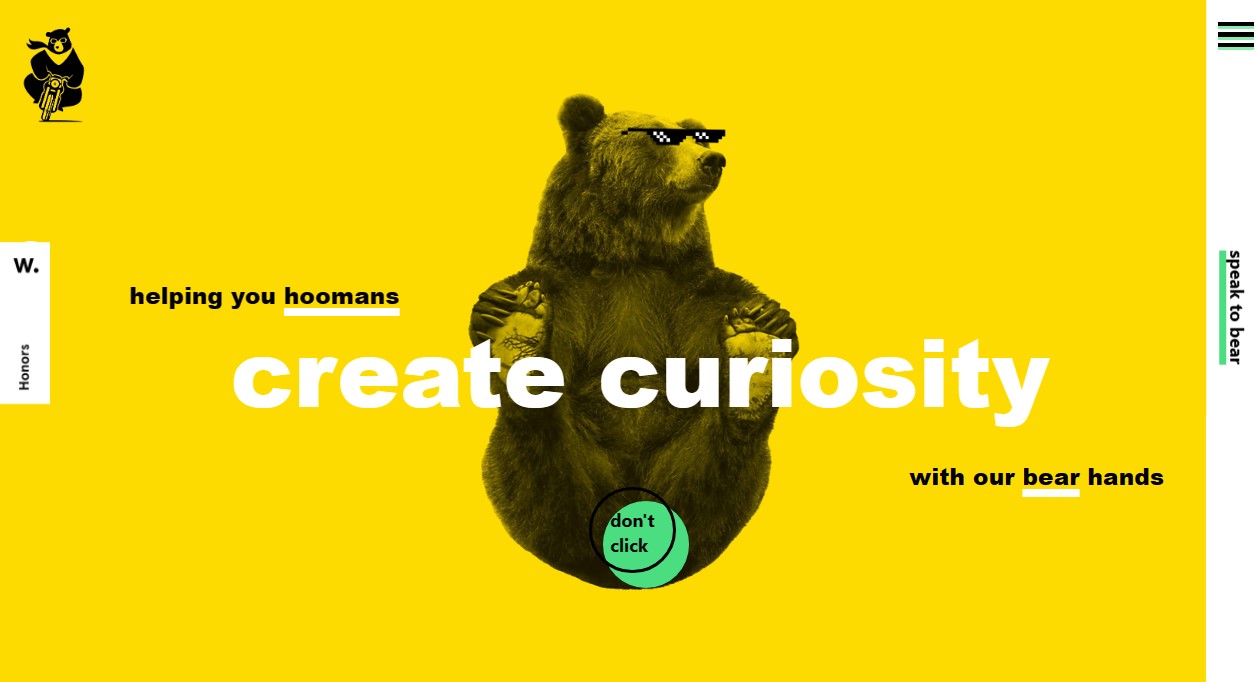 W.
Honors
helping you hoomans
create curiosity
with our bear hands
don't
click
speak to bear